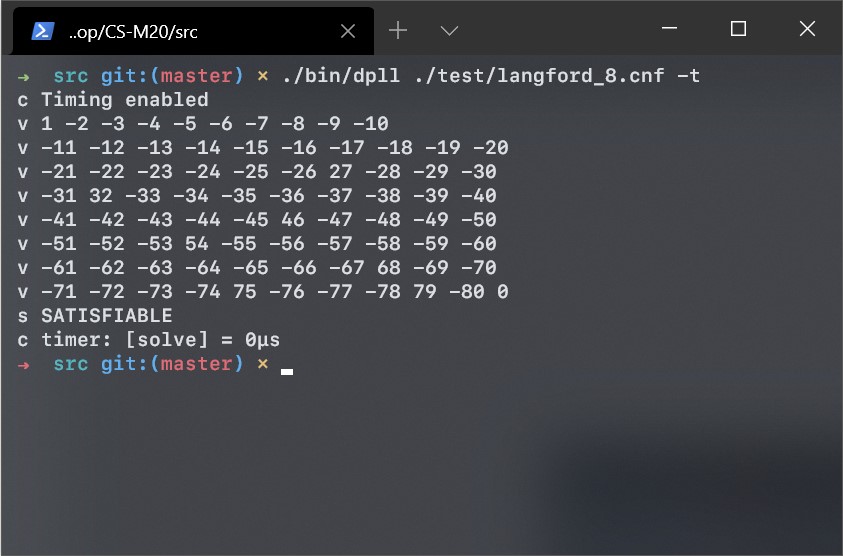 ..op/CS-M20/src
➜  src git:(master) × ./bin/dpll ./test/langford_8.cnf -t
c Timing enabled
v 1 -2 -3 -4 -5 -6 -7 -8 -9 -10
v -11 -12 -13 -14 -15 -16 -17 -18 -19 -20
v -21 -22 -23 -24 -25 -26 27 -28 -29 -30
v -31 32 -33 -34 -35 -36 -37 -38 -39 -40
v -41 -42 -43 -44 -45 46 -47 -48 -49 -50
v -51 -52 -53 54 -55 -56 -57 -58 -59 -60
v -61 -62 -63 -64 -65 -66 -67 68 -69 -70
v -71 -72 -73 -74 75 -76 -77 -78 79 -80 0
s SATISFIABLE
c timer: [solve] = 0μs
➜  src git:(master) ×